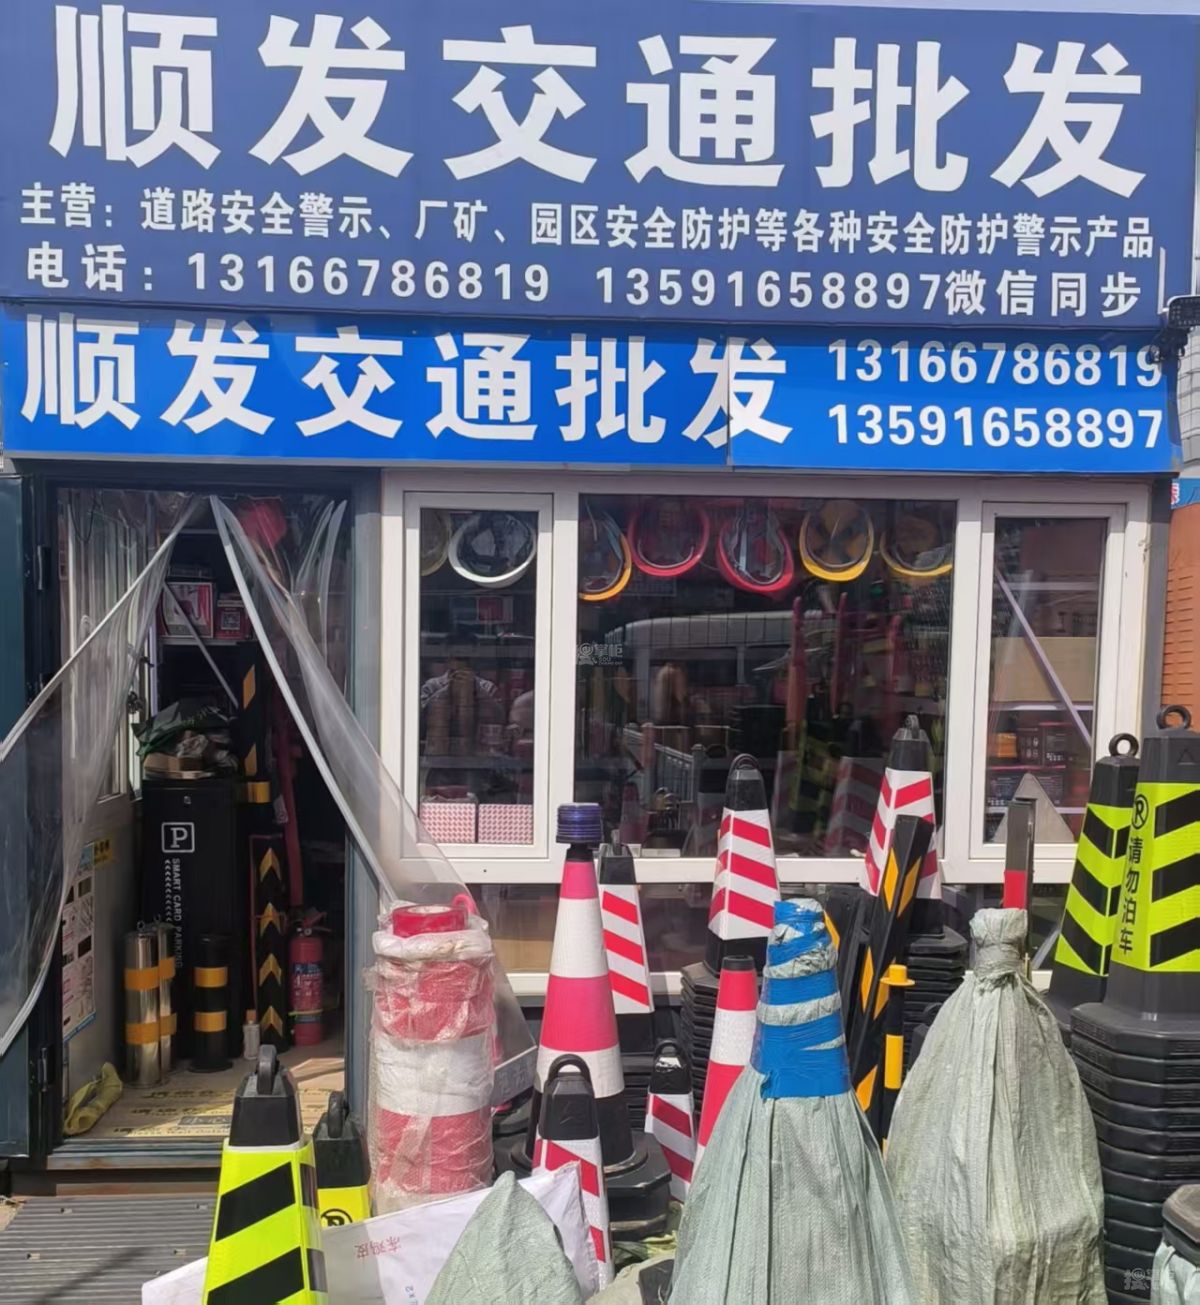 顺发交通批发
主营：道路安全警示、厂矿、园区安全防护等各种安全防护警示产品
电话：13166786819 13591658897微信同步
顺发交通批发
13166786819
13591658897
P
SMART CARD PARKING
请勿泊车
冻鸡皮